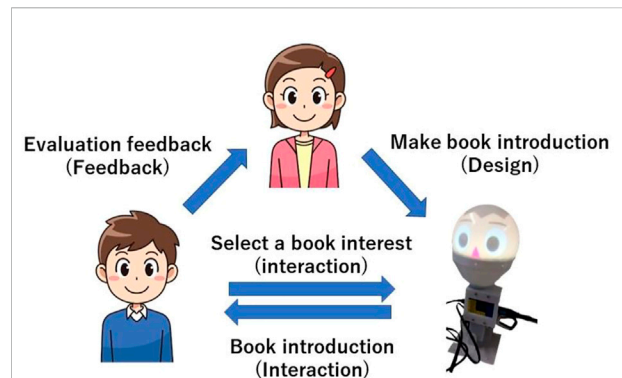 Evaluation feedback
(Feedback)
Make book introduction
(Design)
Select a book interest
(interaction)
Book introduction
(Interaction)